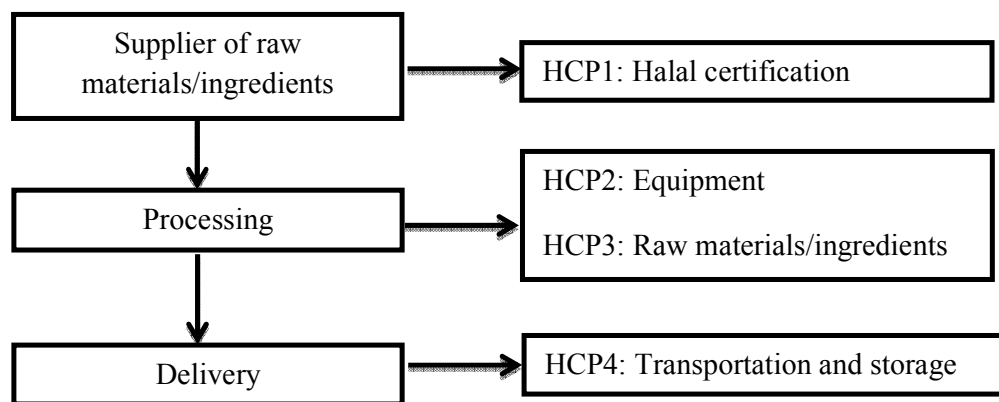 Supplier of raw
materials/ingredients
HCP1: Halal certification
Processing
HCP2: Equipment
HCP3: Raw materials/ingredients
Delivery
HCP4: Transportation and storage